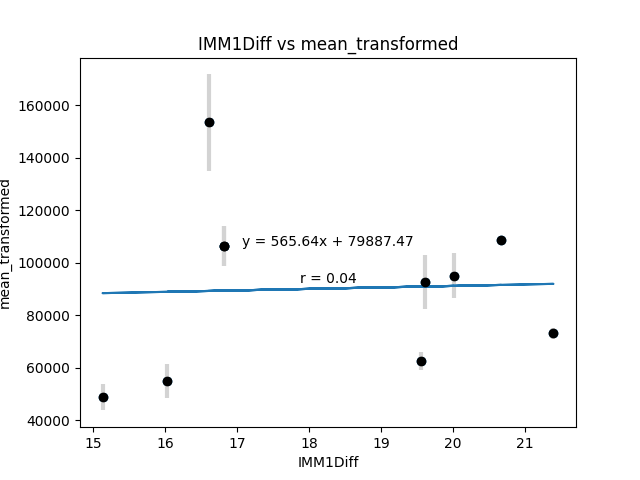 IMM1Diff vs mean_transformed
mean_transformed
160000
140000
120000
100000
80000
60000
40000
y = 565.64x + 79887.47
r = 0.04
15 16 17 18 19 20 21
IMM1Diff